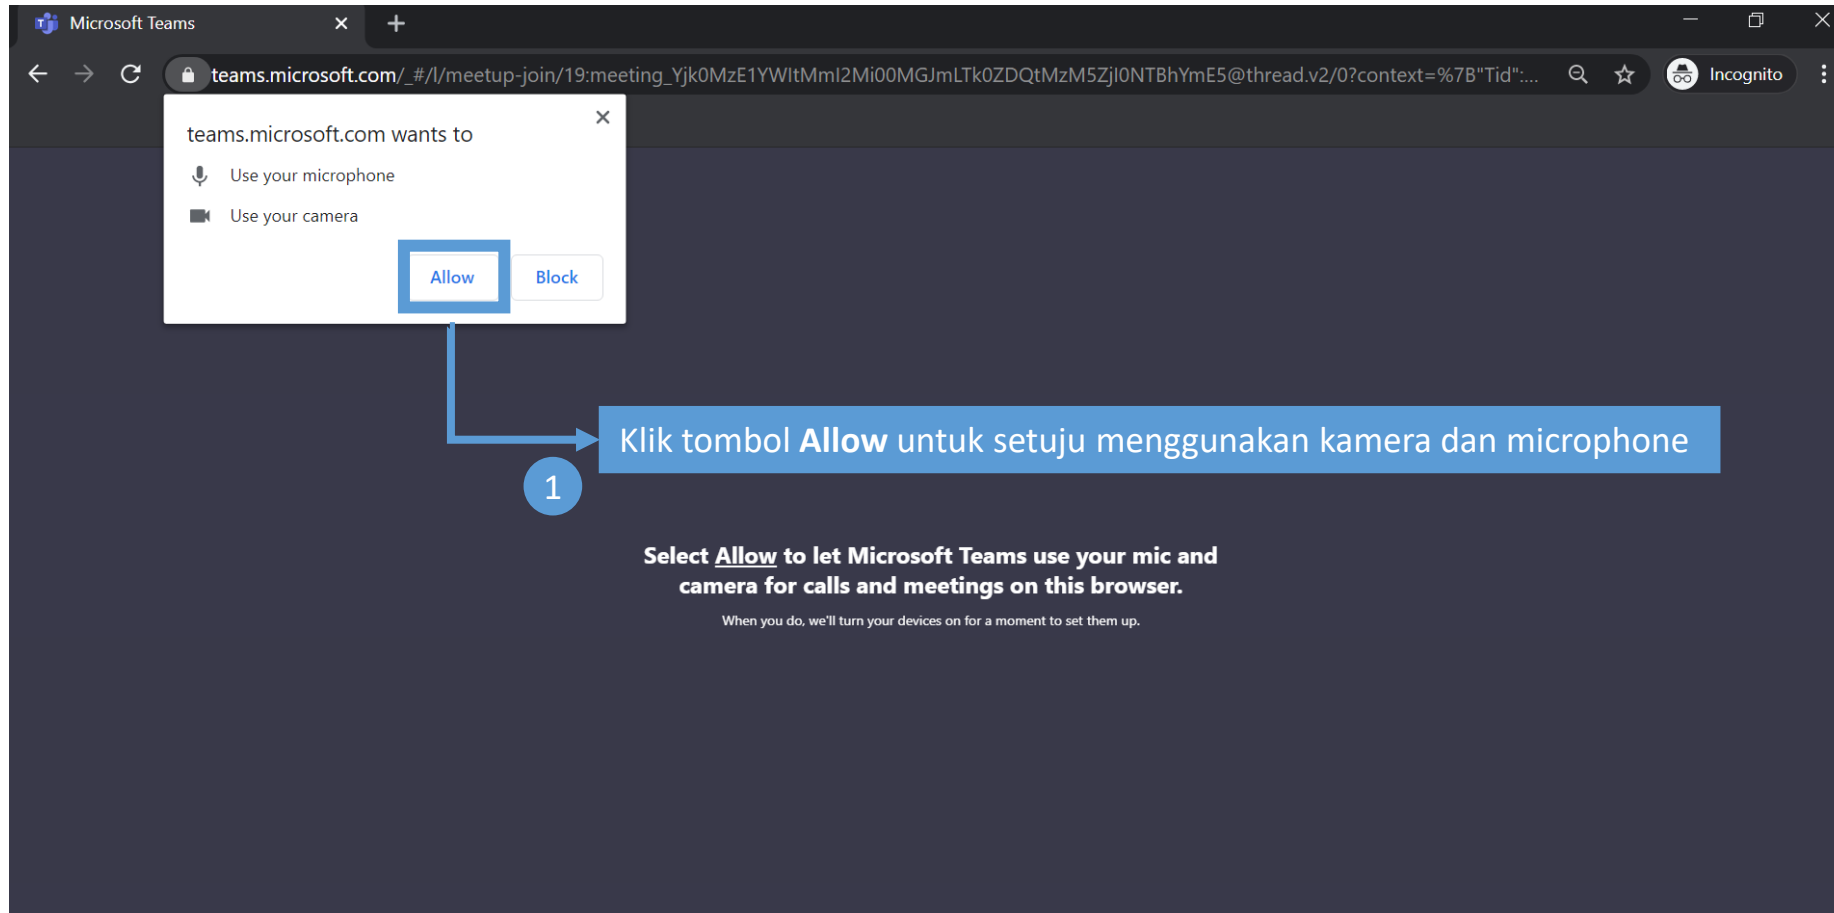 Microsoft Teams
teams.microsoft.com/_#/l/meetup-join/19:meeting_Yjk0MzE1YWItMmI2Mi00MGJmLTk0ZDQtMzM5ZjI0NTBhYmE5@thread.v2/0?context=%7B"Tid":...
Incognito
teams.microsoft.com wants to
Use your microphone
Use your camera
Allow
Block
Klik tombol Allow untuk setuju menggunakan kamera dan microphone
1
Select Allow to let Microsoft Teams use your mic and
camera for calls and meetings on this browser.
When you do, we'll turn your devices on for a moment to set them up.